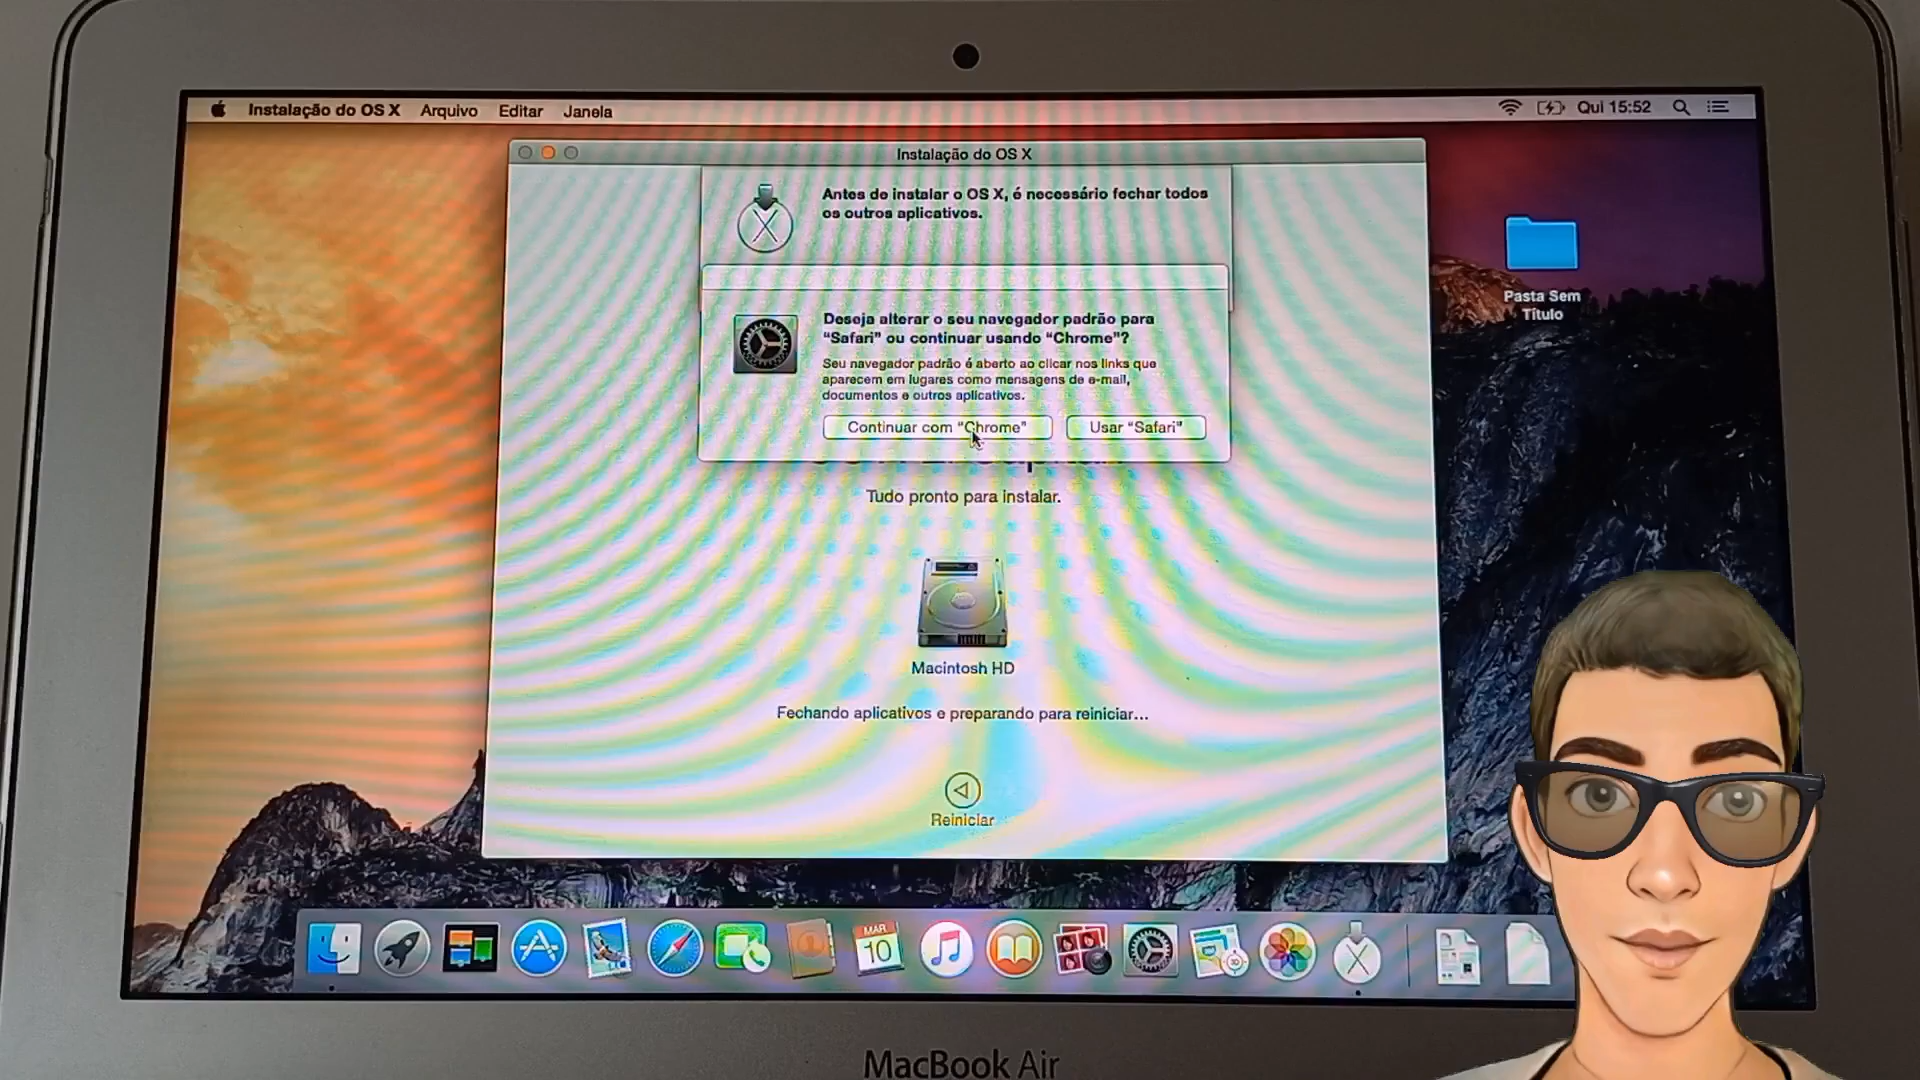 Instalação do OS X Arquivo Editar Janela
Qui 15:52
Instalação do OS X
Antes de instalar o OS X, é necessário fechar todos
os outros aplicativos.
Deseja alterar o seu navegador padrão para
“Safari” ou continuar usando “Chrome”?
Seu navegador padrão é aberto ao clicar nos links que
aparecem em lugares como mensagens de e-mail,
documentos e outros aplicativos.
Continuar com “Chrome”
Usar “Safari”
Tudo pronto para instalar.
Macintosh HD
Fechando aplicativos e preparando para reiniciar...
Reiniciar
Pasta Sem
Título
MAR
10
MacBook Air